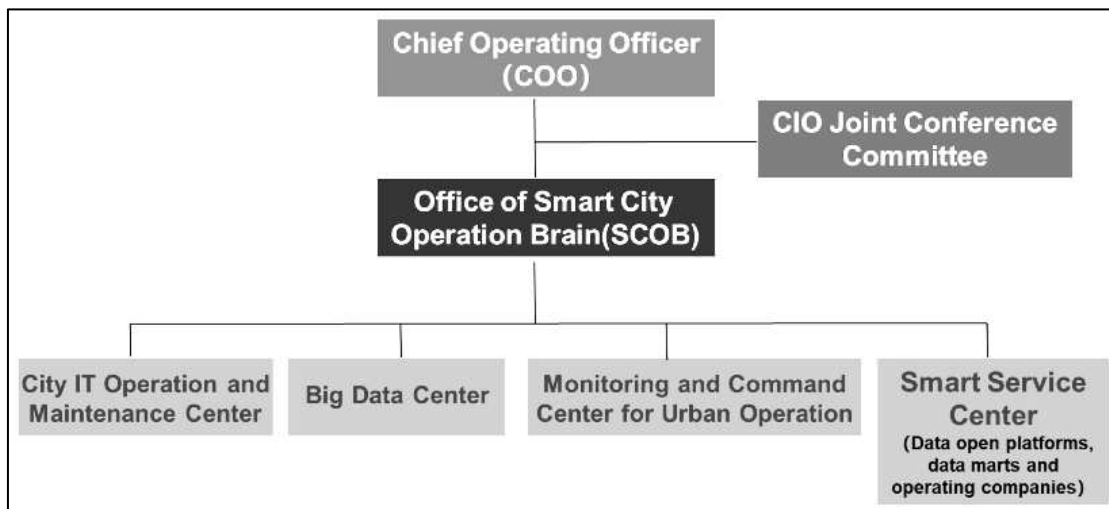 Chief Operating Officer
(COO)
CIO Joint Conference
Committee
Office of Smart City
Operation Brain(SCOB)
City IT Operation and
Maintenance Center
Big Data Center
Monitoring and Command
Center for Urban Operation
Smart Service
Center
(Data open platforms,
data marts and
operating companies)